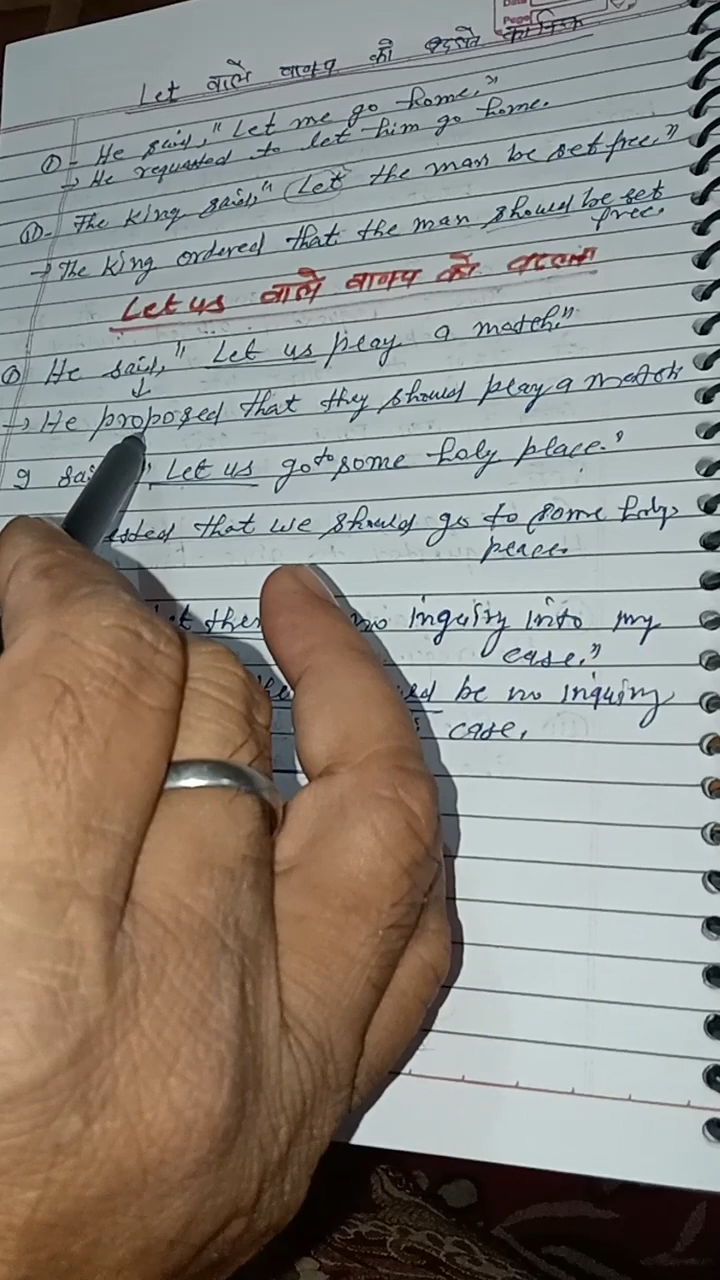 Page
Let वाले वाक्य को बदलते
① - He said, "Let me go home."
→ He requested to let him go home.
⑪ - The King said, "Let the man be set free."
→ The King ordered that the man should be set
free.
Let us वाले वाक्य को बदलना
① He said, "Let us play a match."
→ He proposed that they should play a match
I "Let us go to some holy place."
that we should go to some holy
place.
no inquiry into my
case."
be no inquiry
case.